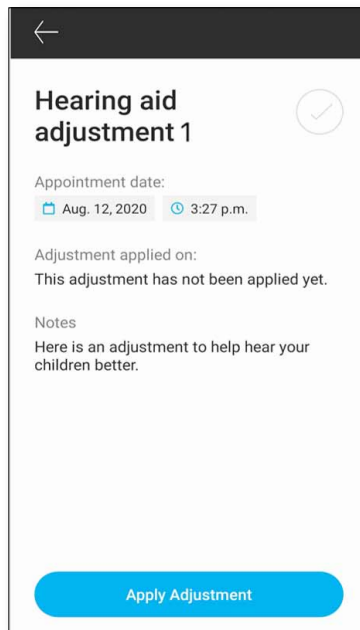 Hearing aid
adjustment 1
Appointment date:
Aug. 12, 2020 3:27 p.m.
Adjustment applied on:
This adjustment has not been applied yet.
Notes
Here is an adjustment to help hear your
children better.
Apply Adjustment